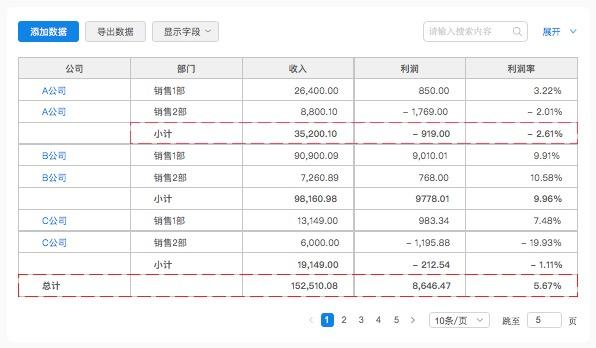 添加数据 导出数据 显示字段 请输入搜索内容 展开
公司 部门 收入 利润 利润率
A公司 销售1部 26,400.00 850.00 3.22%
A公司 销售2部 8,800.10 − 1,769.00 − 2.01%
小计 35,200.10 − 919.00 − 2.61%
B公司 销售1部 90,900.09 9,010.01 9.91%
B公司 销售2部 7,260.89 768.00 10.58%
小计 98,160.98 9778.01 9.96%
C公司 销售1部 13,149.00 983.34 7.48%
C公司 销售2部 6,000.00 − 1,195.88 − 19.93%
小计 19,149.00 − 212.54 − 1.11%
总计 152,510.08 8,646.47 5.67%
1 2 3 4 5 10条/页 跳至 5 页